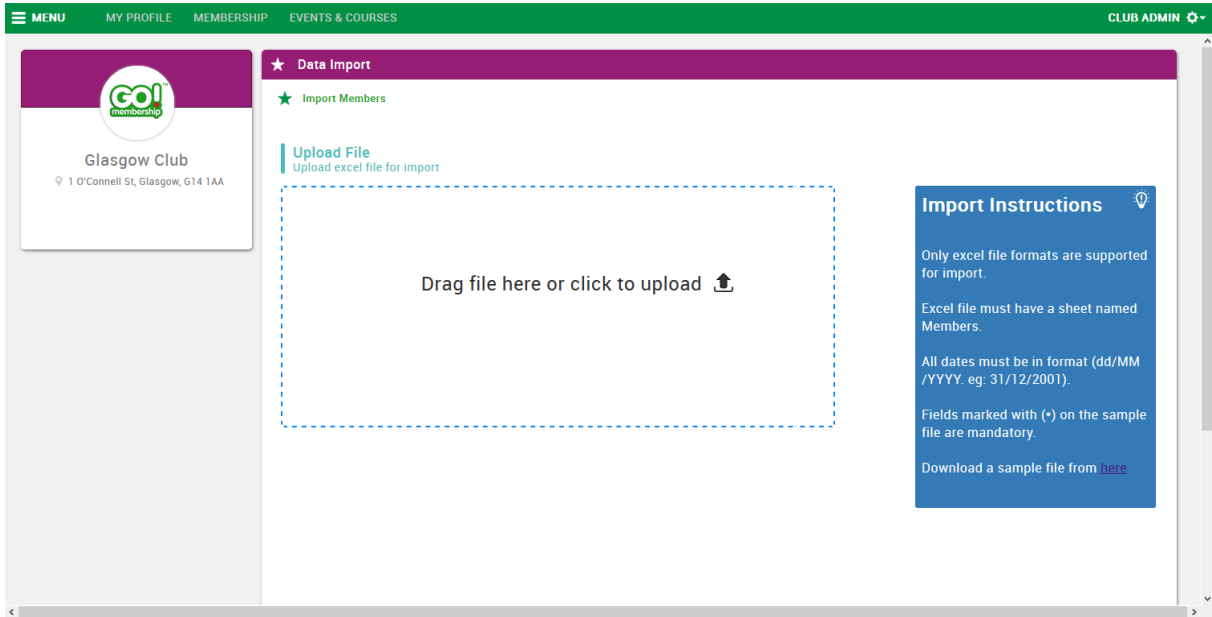 MENU MY PROFILE MEMBERSHIP EVENTS & COURSES CLUB ADMIN
GO!™
membership
Glasgow Club
1 O'Connell St, Glasgow, G14 1AA
Data Import
Import Members
Upload File
Upload excel file for import
Drag file here or click to upload
Import Instructions
Only excel file formats are supported
for import.
Excel file must have a sheet named
Members.
All dates must be in format (dd/MM
/YYYY. eg: 31/12/2001).
Fields marked with (*) on the sample
file are mandatory.
Download a sample file from here